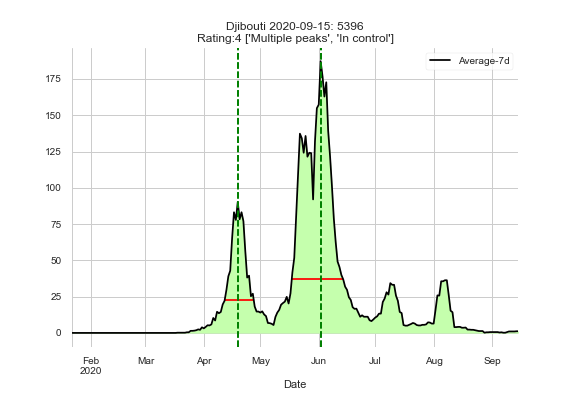 Djibouti 2020-09-15: 5396
Rating:4 ['Multiple peaks', 'In control']
Average-7d
175
150
125
100
75
50
25
0
Feb
2020
Mar
Apr
May
Jun
Jul
Aug
Sep
Date